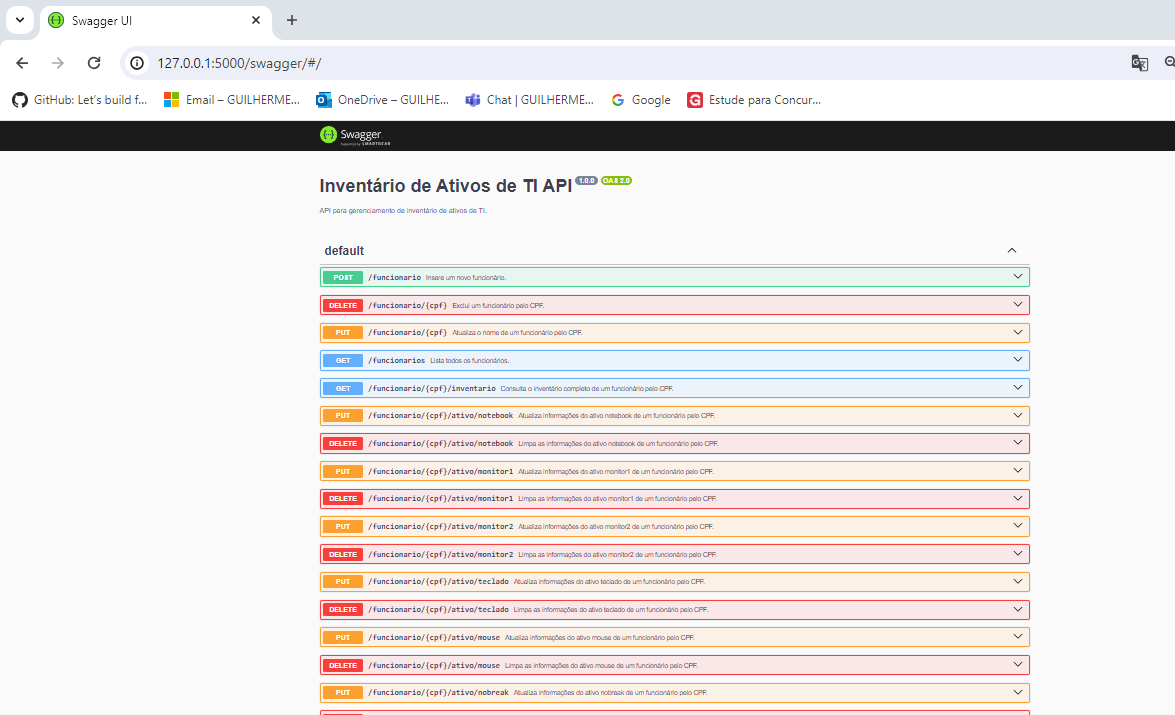 Swagger UI
127.0.0.1:5000/swagger/#/
GitHub: Let's build f...
Email – GUILHERME...
OneDrive – GUILHE...
Chat | GUILHERME...
Google
Estude para Concur...
Swagger
Supported by SMARTBEAR
Inventário de Ativos de TI API 1.0.0 OAS 2.0
API para gerenciamento de inventário de ativos de TI.
default
POST /funcionario Insere um novo funcionário.
DELETE /funcionario/{cpf} Exclui um funcionário pelo CPF.
PUT /funcionario/{cpf} Atualiza o nome de um funcionário pelo CPF.
GET /funcionarios Lista todos os funcionários.
GET /funcionario/{cpf}/inventario Consulta o inventário completo de um funcionário pelo CPF.
PUT /funcionario/{cpf}/ativo/notebook Atualiza informações do ativo notebook de um funcionário pelo CPF.
DELETE /funcionario/{cpf}/ativo/notebook Limpa as informações do ativo notebook de um funcionário pelo CPF.
PUT /funcionario/{cpf}/ativo/monitor1 Atualiza informações do ativo monitor1 de um funcionário pelo CPF.
DELETE /funcionario/{cpf}/ativo/monitor1 Limpa as informações do ativo monitor1 de um funcionário pelo CPF.
PUT /funcionario/{cpf}/ativo/monitor2 Atualiza informações do ativo monitor2 de um funcionário pelo CPF.
DELETE /funcionario/{cpf}/ativo/monitor2 Limpa as informações do ativo monitor2 de um funcionário pelo CPF.
PUT /funcionario/{cpf}/ativo/teclado Atualiza informações do ativo teclado de um funcionário pelo CPF.
DELETE /funcionario/{cpf}/ativo/teclado Limpa as informações do ativo teclado de um funcionário pelo CPF.
PUT /funcionario/{cpf}/ativo/mouse Atualiza informações do ativo mouse de um funcionário pelo CPF.
DELETE /funcionario/{cpf}/ativo/mouse Limpa as informações do ativo mouse de um funcionário pelo CPF.
PUT /funcionario/{cpf}/ativo/nobreak Atualiza informações do ativo nobreak de um funcionário pelo CPF.